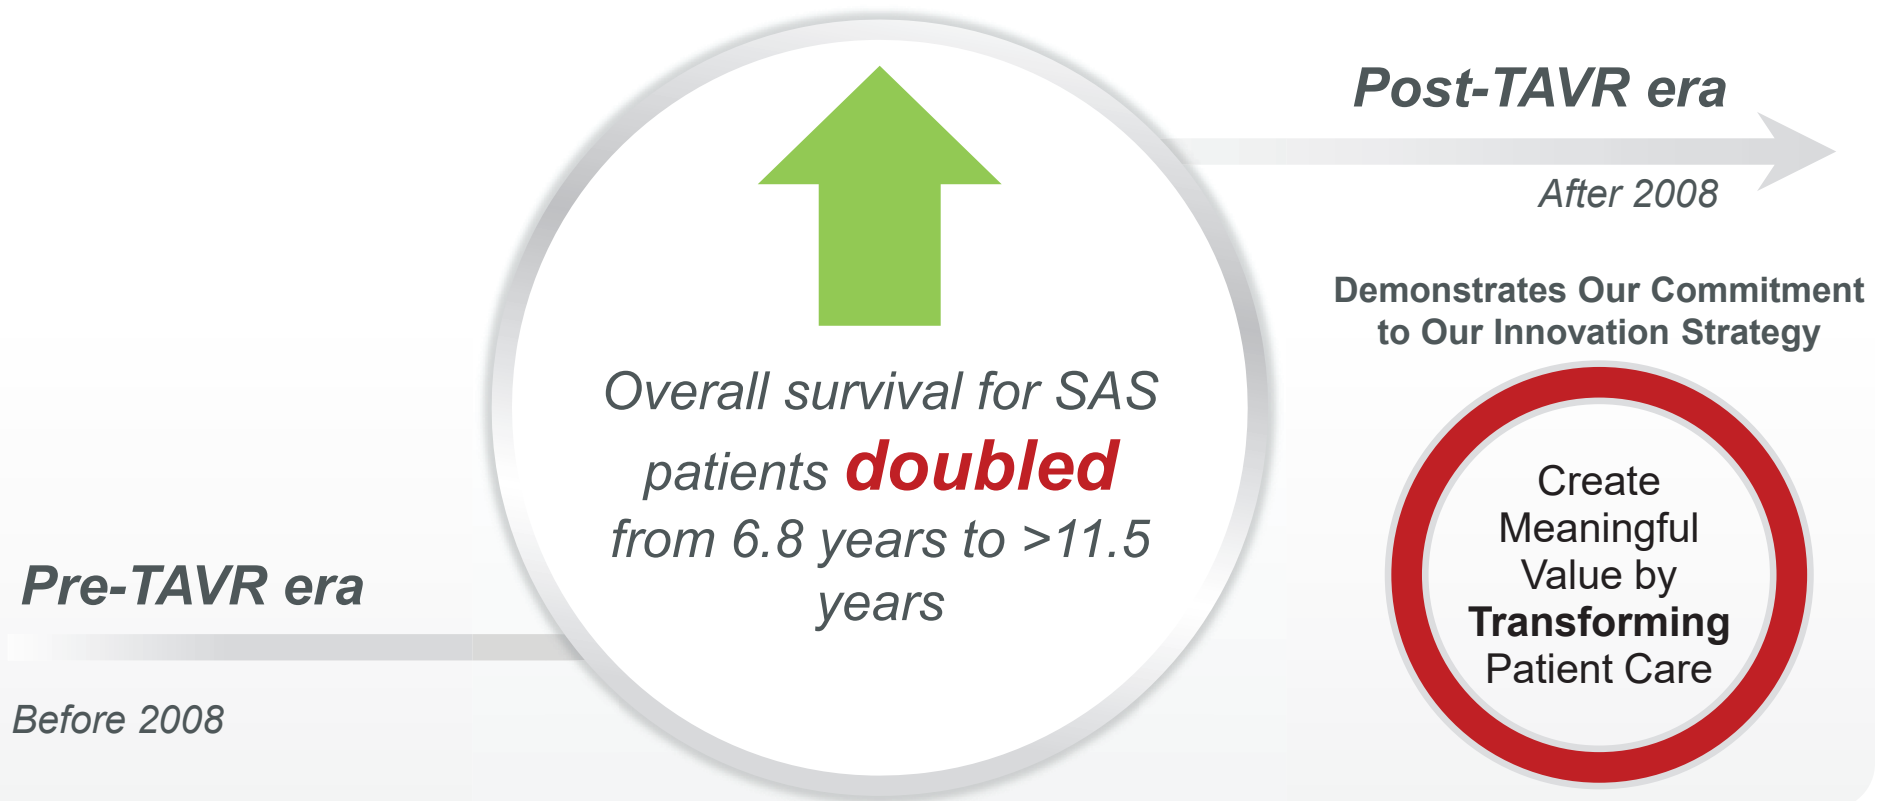 Pre-TAVR era
Before 2008
Overall survival for SAS
patients doubled
from 6.8 years to >11.5
years
Post-TAVR era
After 2008
Demonstrates Our Commitment
to Our Innovation Strategy
Create
Meaningful
Value by
Transforming
Patient Care